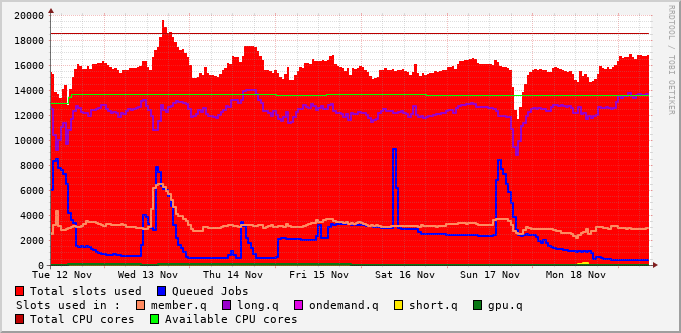 20000
18000
16000
14000
12000
10000
8000
6000
4000
2000
0
Tue 12 Nov Wed 13 Nov Thu 14 Nov Fri 15 Nov Sat 16 Nov Sun 17 Nov Mon 18 Nov
Total slots used Queued Jobs
Slots used in : member.q long.q ondemand.q short.q gpu.q
Total CPU cores Available CPU cores
RRDTOOL / TOBI OETIKER